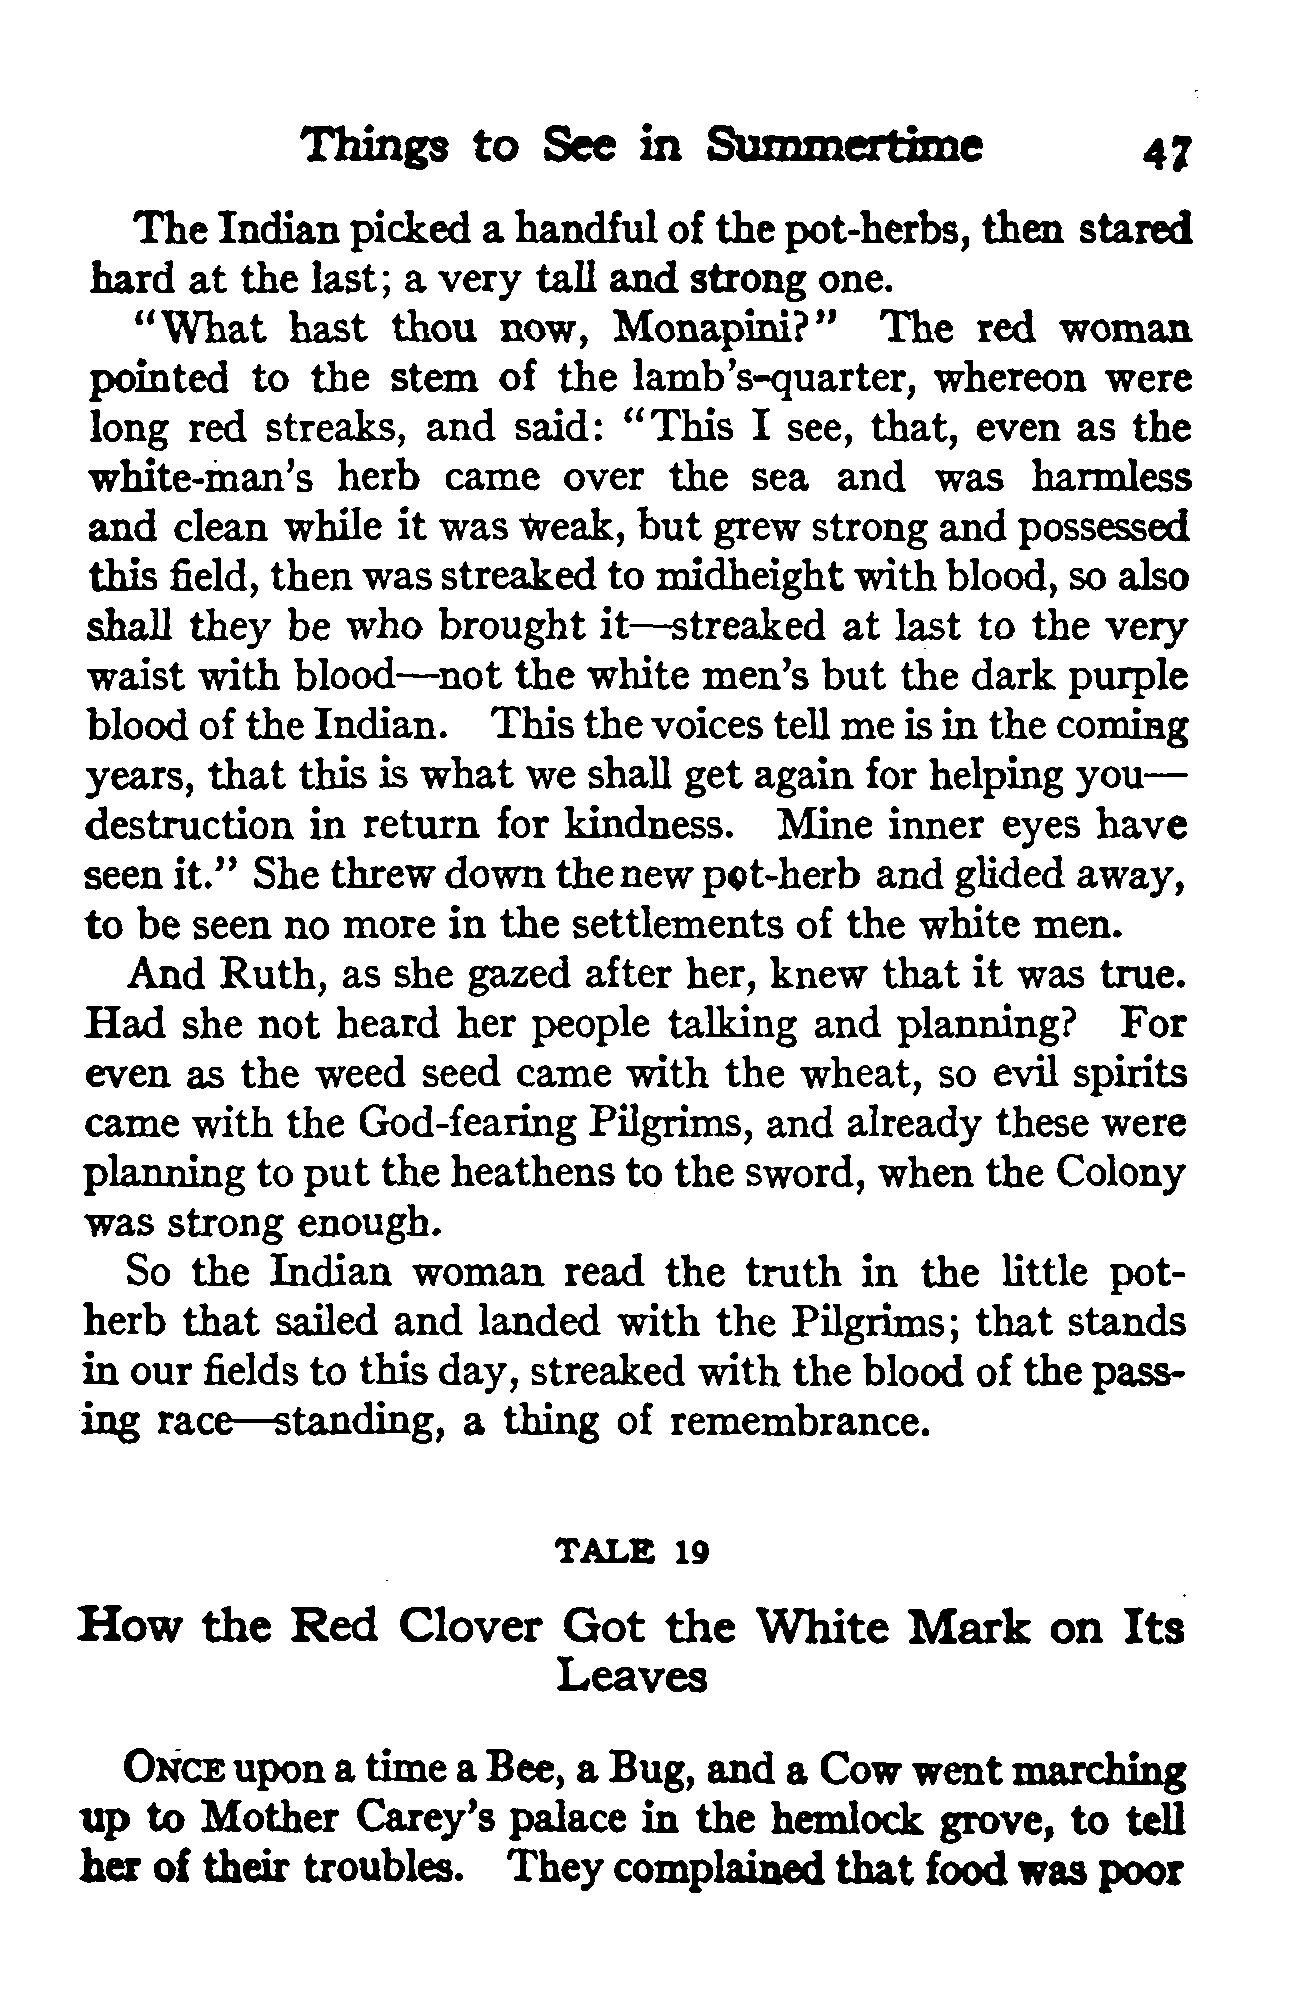 Things to See in Summertime 47
The Indian picked a handful of the pot-herbs, then stared
hard at the last; a very tall and strong one.
“What hast thou now, Monapini?” The red woman
pointed to the stem of the lamb’s-quarter, whereon were
long red streaks, and said: “This I see, that, even as the
white-man’s herb came over the sea and was harmless
and clean while it was weak, but grew strong and possessed
this field, then was streaked to midheight with blood, so also
shall they be who brought it—streaked at last to the very
waist with blood—not the white men’s but the dark purple
blood of the Indian. This the voices tell me is in the coming
years, that this is what we shall get again for helping you—
destruction in return for kindness. Mine inner eyes have
seen it.” She threw down the new pot-herb and glided away,
to be seen no more in the settlements of the white men.
And Ruth, as she gazed after her, knew that it was true.
Had she not heard her people talking and planning? For
even as the weed seed came with the wheat, so evil spirits
came with the God-fearing Pilgrims, and already these were
planning to put the heathens to the sword, when the Colony
was strong enough.
So the Indian woman read the truth in the little pot-
herb that sailed and landed with the Pilgrims; that stands
in our fields to this day, streaked with the blood of the pass-
ing race—standing, a thing of remembrance.
TALE 19
How the Red Clover Got the White Mark on Its
Leaves
ONCE upon a time a Bee, a Bug, and a Cow went marching
up to Mother Carey’s palace in the hemlock grove, to tell
her of their troubles. They complained that food was poor